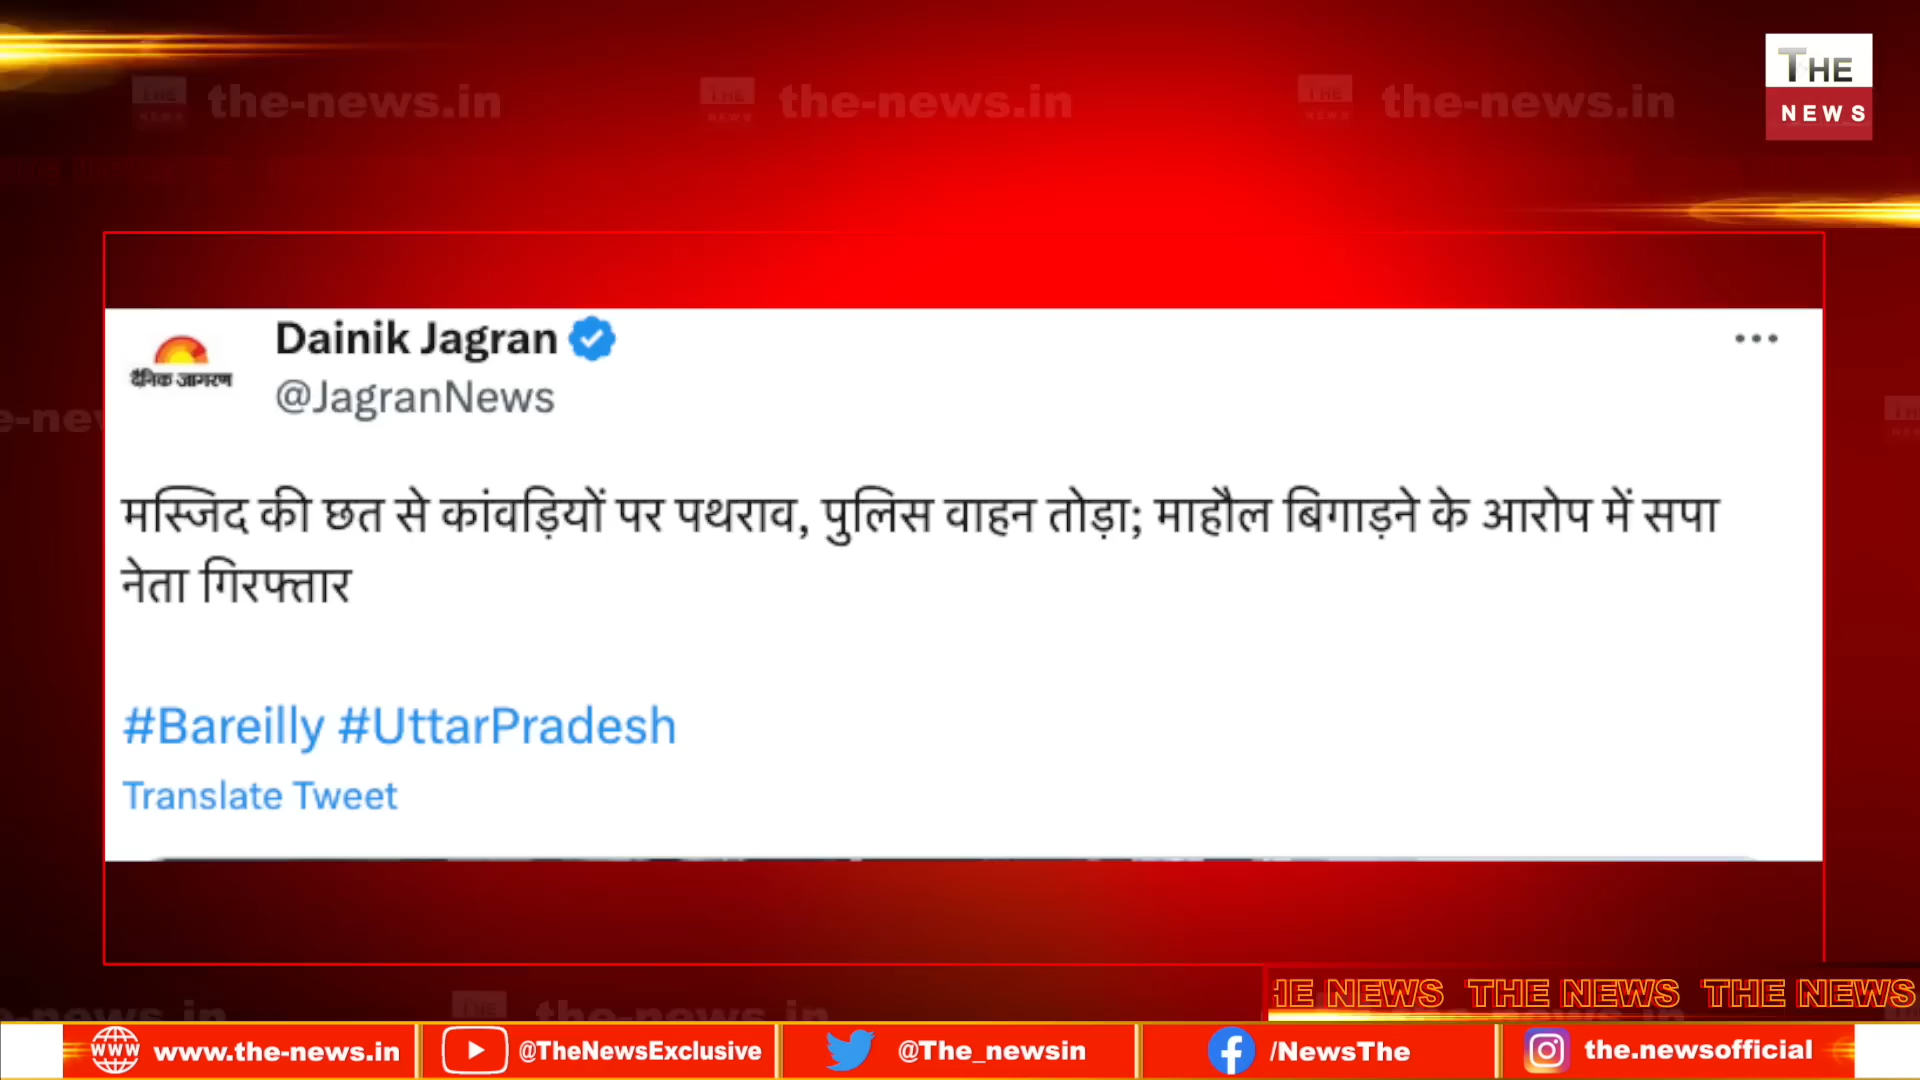 THE
NEWS
the-news.in
the-news.in
the-news.in
Dainik Jagran
@JagranNews
दैनिक जागरण
मस्जिद की छत से कांवड़ियों पर पथराव, पुलिस वाहन तोड़ा; माहौल बिगाड़ने के आरोप में सपा
नेता गिरफ्तार
#Bareilly #UttarPradesh
Translate Tweet
THE NEWS THE NEWS
www.the-news.in
@TheNewsExclusive
@The_newsin
/NewsThe
the.newsofficial